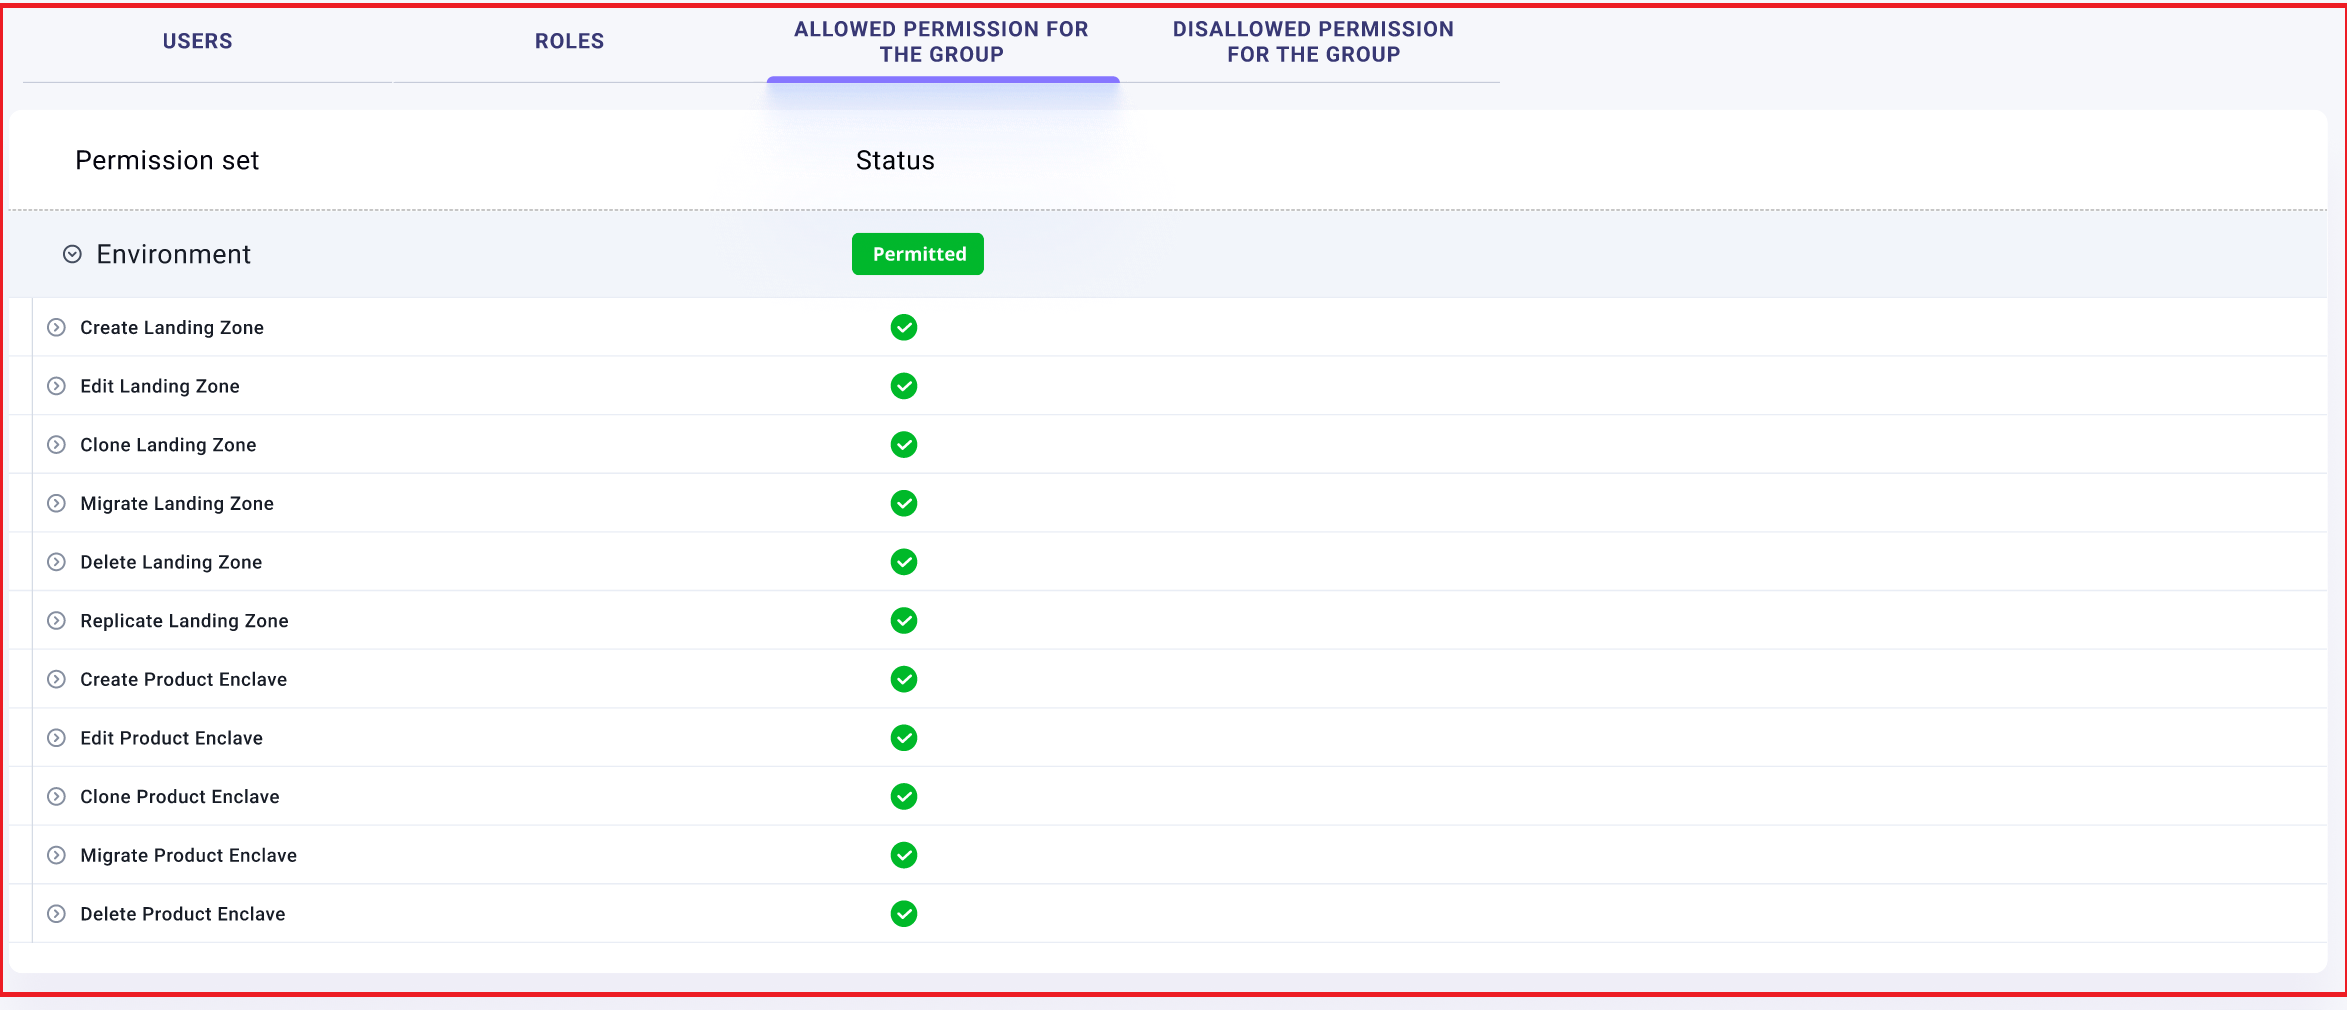 USERS
ROLES
ALLOWED PERMISSION FOR
THE GROUP
DISALLOWED PERMISSION
FOR THE GROUP
Permission set
Status
Environment
Permitted
Create Landing Zone
Edit Landing Zone
Clone Landing Zone
Migrate Landing Zone
Delete Landing Zone
Replicate Landing Zone
Create Product Enclave
Edit Product Enclave
Clone Product Enclave
Migrate Product Enclave
Delete Product Enclave